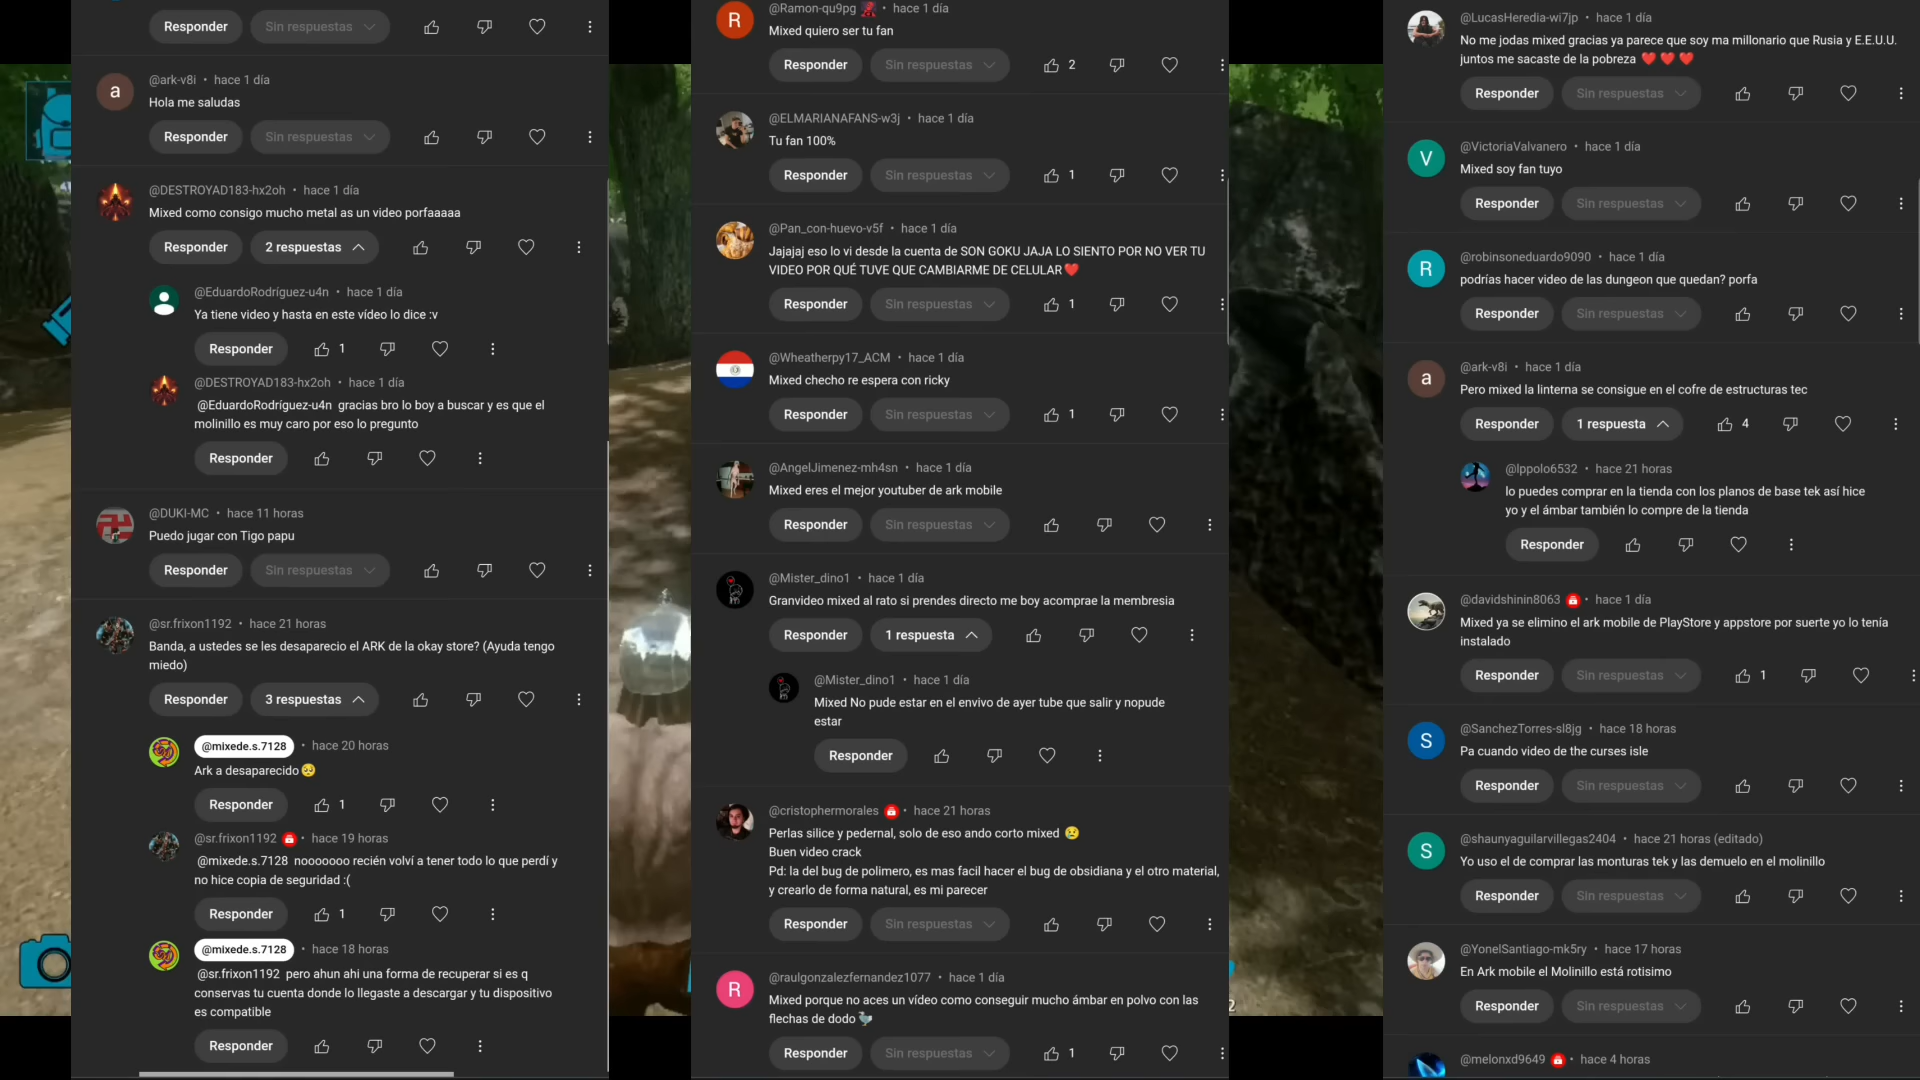 Responder
Sin respuestas
@ark-v8i • hace 1 día
Hola me saludas
Responder
Sin respuestas
@DESTROYAD183-hx2oh • hace 1 día
Mixed como consigo mucho metal as un video porfaaaaa
Responder
2 respuestas
@EduardoRodríguez-u4n • hace 1 día
Ya tiene video y hasta en este vídeo lo dice :v
Responder
1
@DESTROYAD183-hx2oh • hace 1 día
@EduardoRodríguez-u4n gracias bro lo boy a buscar y es que el
molinillo es muy caro por eso lo pregunto
Responder
@DUKI-MC • hace 11 horas
Puedo jugar con Tigo papu
Responder
Sin respuestas
@sr.frixon1192 • hace 21 horas
Banda, a ustedes se les desaparecio el ARK de la okay store? (Ayuda tengo
miedo)
Responder
3 respuestas
@mixede.s.7128 • hace 20 horas
Ark a desaparecido🥺
Responder
1
@sr.frixon1192 • hace 19 horas
@mixede.s.7128 nooooooo recién volví a tener todo lo que perdí y
no hice copia de seguridad :(
Responder
1
@mixede.s.7128 • hace 18 horas
@sr.frixon1192 pero ahun ahi una forma de recuperar si es q
conservas tu cuenta donde lo llegaste a descargar y tu dispositivo
es compatible
Responder
R
@Ramon-qu9pg • hace 1 día
Mixed quiero ser tu fan
Responder
Sin respuestas
2
@ELMARIANAFANS-w3j • hace 1 día
Tu fan 100%
Responder
Sin respuestas
1
@Pan_con-huevo-v5f • hace 1 día
Jajajaj eso lo vi desde la cuenta de SON GOKU JAJA LO SIENTO POR NO VER TU
VIDEO POR QUÉ TUVE QUE CAMBIARME DE CELULAR❤️
Responder
Sin respuestas
1
@Wheatherpy17_ACM • hace 1 día
Mixed checho re espera con ricky
Responder
Sin respuestas
1
@AngelJimenez-mh4sn • hace 1 día
Mixed eres el mejor youtuber de ark mobile
Responder
Sin respuestas
@Mister_dino1 • hace 1 día
Granvideo mixed al rato si prendes directo me boy acomprae la membresia
Responder
1 respuesta
@Mister_dino1 • hace 1 día
Mixed No pude estar en el envivo de ayer tube que salir y nopude
estar
Responder
@cristophermorales • hace 21 horas
Perlas silice y pedernal, solo de eso ando corto mixed 😢
Buen video crack
Pd: la del bug de polimero, es mas facil hacer el bug de obsidiana y el otro material,
y crearlo de forma natural, es mi parecer
Responder
Sin respuestas
R
@raulgonzalezfernandez1077 • hace 1 día
Mixed porque no aces un vídeo como conseguir mucho ámbar en polvo con las
flechas de dodo🦤
Responder
Sin respuestas
1
@LucasHeredia-wi7jp • hace 1 día
No me jodas mixed gracias ya parece que soy ma millonario que Rusia y E.E.U.U.
juntos me sacaste de la pobreza ❤️ ❤️ ❤️
Responder
Sin respuestas
V
@VictoriaValvanero • hace 1 día
Mixed soy fan tuyo
Responder
Sin respuestas
R
@robinsoneduardo9090 • hace 1 día
podrías hacer video de las dungeon que quedan? porfa
Responder
Sin respuestas
a
@ark-v8i • hace 1 día
Pero mixed la linterna se consigue en el cofre de estructuras tec
Responder
1 respuesta
4
@lppolo6532 • hace 21 horas
lo puedes comprar en la tienda con los planos de base tek así hice
yo y el ámbar también lo compre de la tienda
Responder
@davidshinin8063 • hace 1 día
Mixed ya se elimino el ark mobile de PlayStore y appstore por suerte yo lo tenía
instalado
Responder
Sin respuestas
1
S
@SanchezTorres-sl8jg • hace 18 horas
Pa cuando video de the curses isle
Responder
Sin respuestas
S
@shaunyaguilarvillegas2404 • hace 21 horas (editado)
Yo uso el de comprar las monturas tek y las demuelo en el molinillo
Responder
Sin respuestas
@YonelSantiago-mk5ry • hace 17 horas
En Ark mobile el Molinillo está rotisimo
Responder
Sin respuestas
@melonxd9649 • hace 4 horas